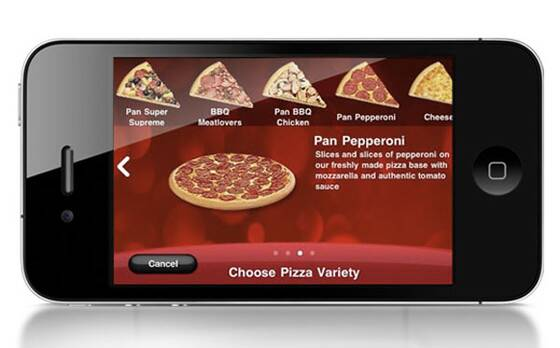 Pan Super
Supreme
BBQ
Meatlovers
Pan BBQ
Chicken
Pan Pepperoni
Cheese
Pan Pepperoni
Slices and slices of pepperoni on
our freshly made pizza base with
mozzarella and authentic tomato
sauce
Cancel
Choose Pizza Variety